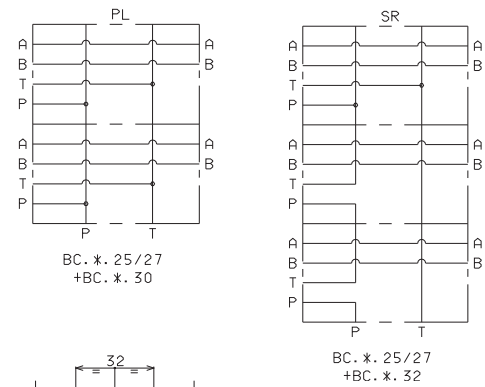 PL
A A
B B
T
P
A A
B B
T
P
P T
BC.*.25/27
+BC.*.30
SR
A A
B B
T
P
A A
B B
T
P
A A
B B
T
P
P T
BC.*.25/27
+BC.*.32
32
= =